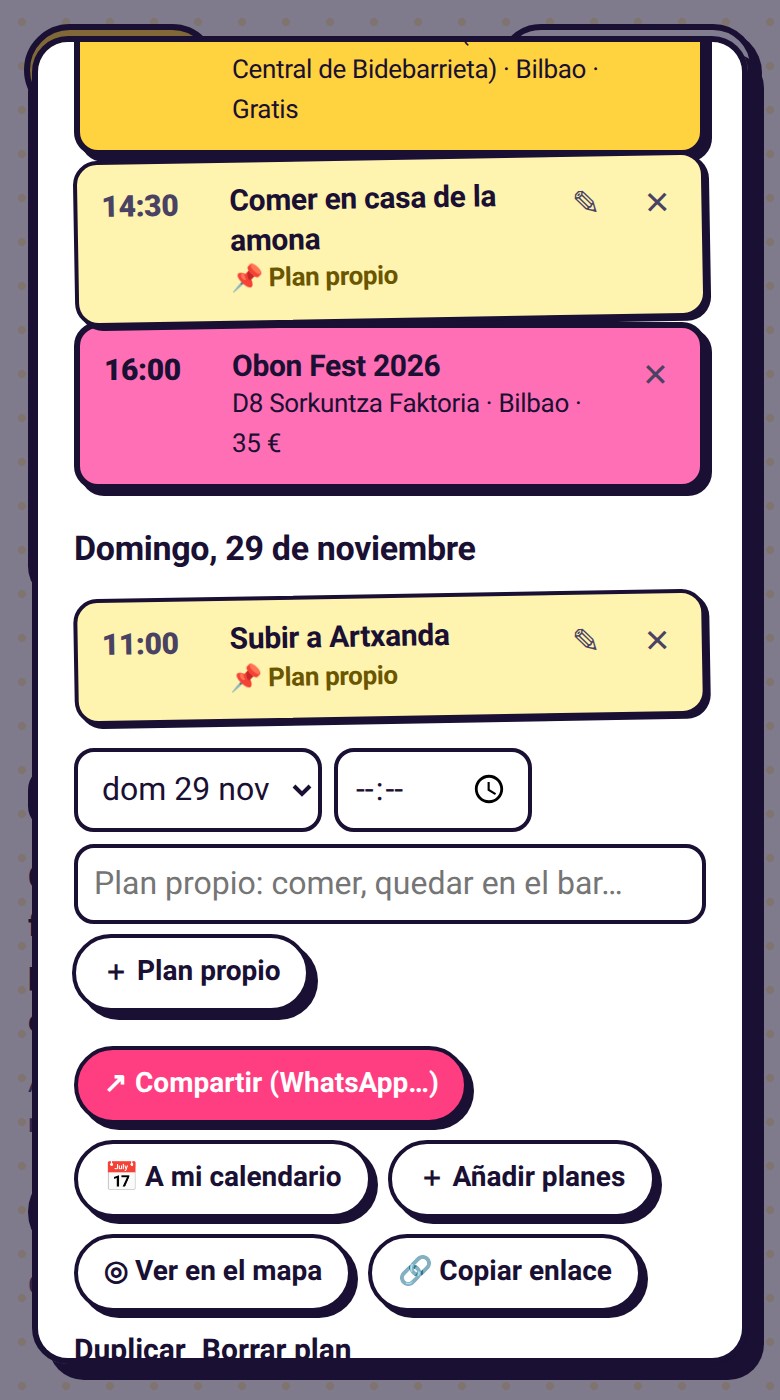 Central de Bidebarrieta) · Bilbao ·
Gratis
14:30
Comer en casa de la
amona
📌 Plan propio
16:00
Obon Fest 2026
D8 Sorkuntza Faktoria · Bilbao ·
35 €
Domingo, 29 de noviembre
11:00
Subir a Artxanda
📌 Plan propio
dom 29 nov
--:--
Plan propio: comer, quedar en el bar…
+ Plan propio
↗ Compartir (WhatsApp…)
📅 A mi calendario
+ Añadir planes
◎ Ver en el mapa
🔗 Copiar enlace
Duplicar Borrar plan